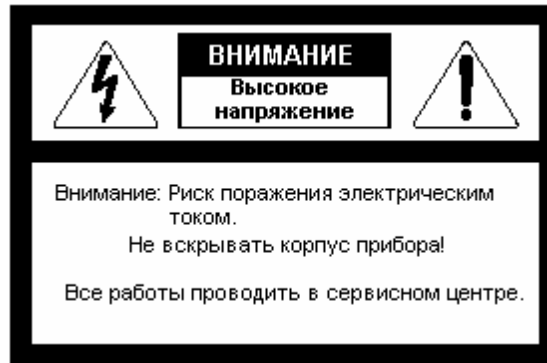 ВНИМАНИЕ
Высокое
напряжение
Внимание: Риск поражения электрическим
током.
Не вскрывать корпус прибора!
Все работы проводить в сервисном центре.